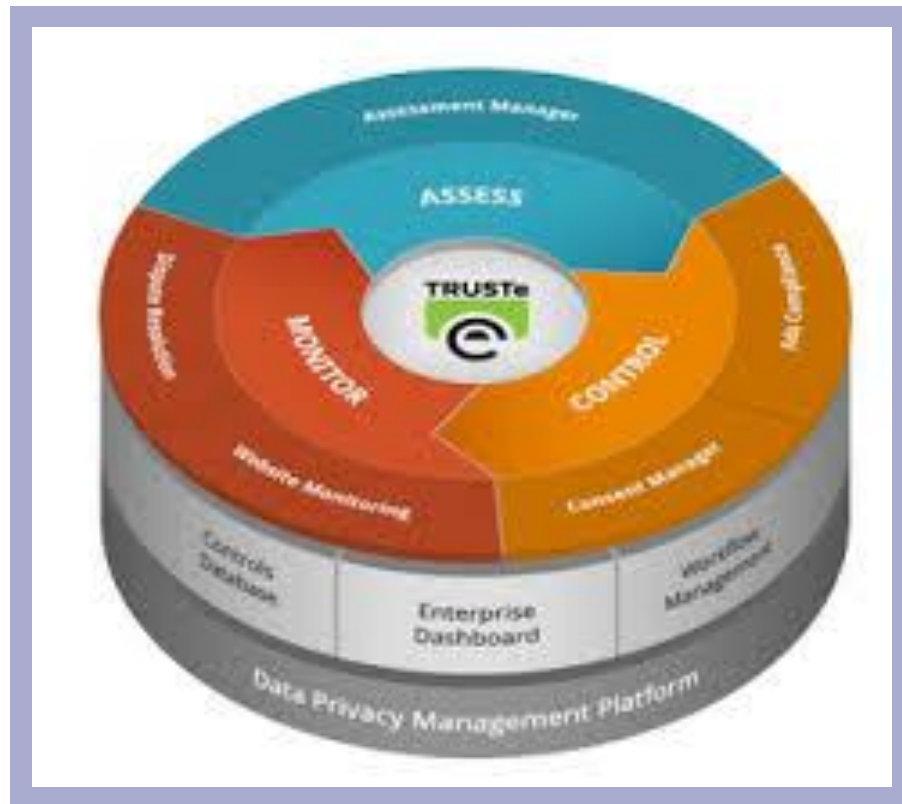 Assessment Manager
ASSESS
TRUSTe
MONITOR
CONTROL
Dispute Resolution
Ads Compliance
Website Monitoring
Consent Manager
Controls
Database
Enterprise
Dashboard
Workflow
Management
Data Privacy Management Platform